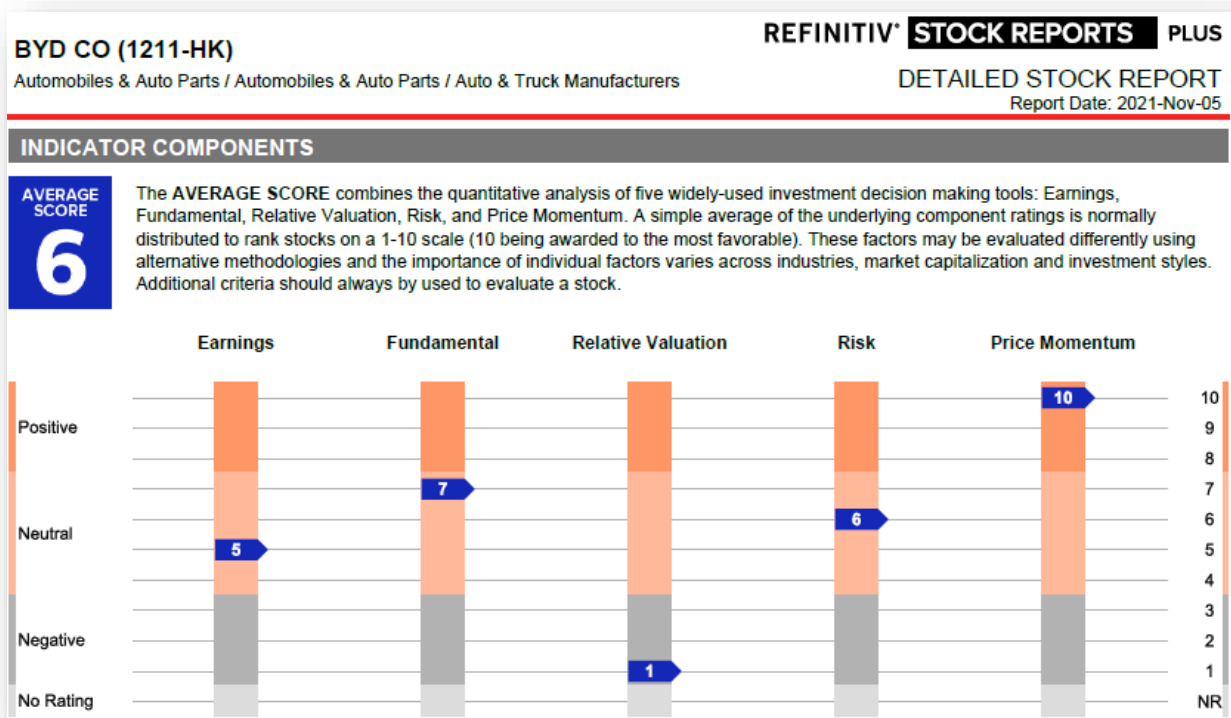 BYD CO (1211-HK)
REFINITIV® STOCK REPORTS PLUS
Automobiles & Auto Parts / Automobiles & Auto Parts / Auto & Truck Manufacturers
DETAILED STOCK REPORT
Report Date: 2021-Nov-05
INDICATOR COMPONENTS
AVERAGE
SCORE
6
The AVERAGE SCORE combines the quantitative analysis of five widely-used investment decision making tools: Earnings,
Fundamental, Relative Valuation, Risk, and Price Momentum. A simple average of the underlying component ratings is normally
distributed to rank stocks on a 1-10 scale (10 being awarded to the most favorable). These factors may be evaluated differently using
alternative methodologies and the importance of individual factors varies across industries, market capitalization and investment styles.
Additional criteria should always by used to evaluate a stock.
Earnings Fundamental Relative Valuation Risk Price Momentum
10 10
Positive 9
8
7 7
6 6
Neutral
5 5
4
3
Negative 2
1 1
No Rating NR